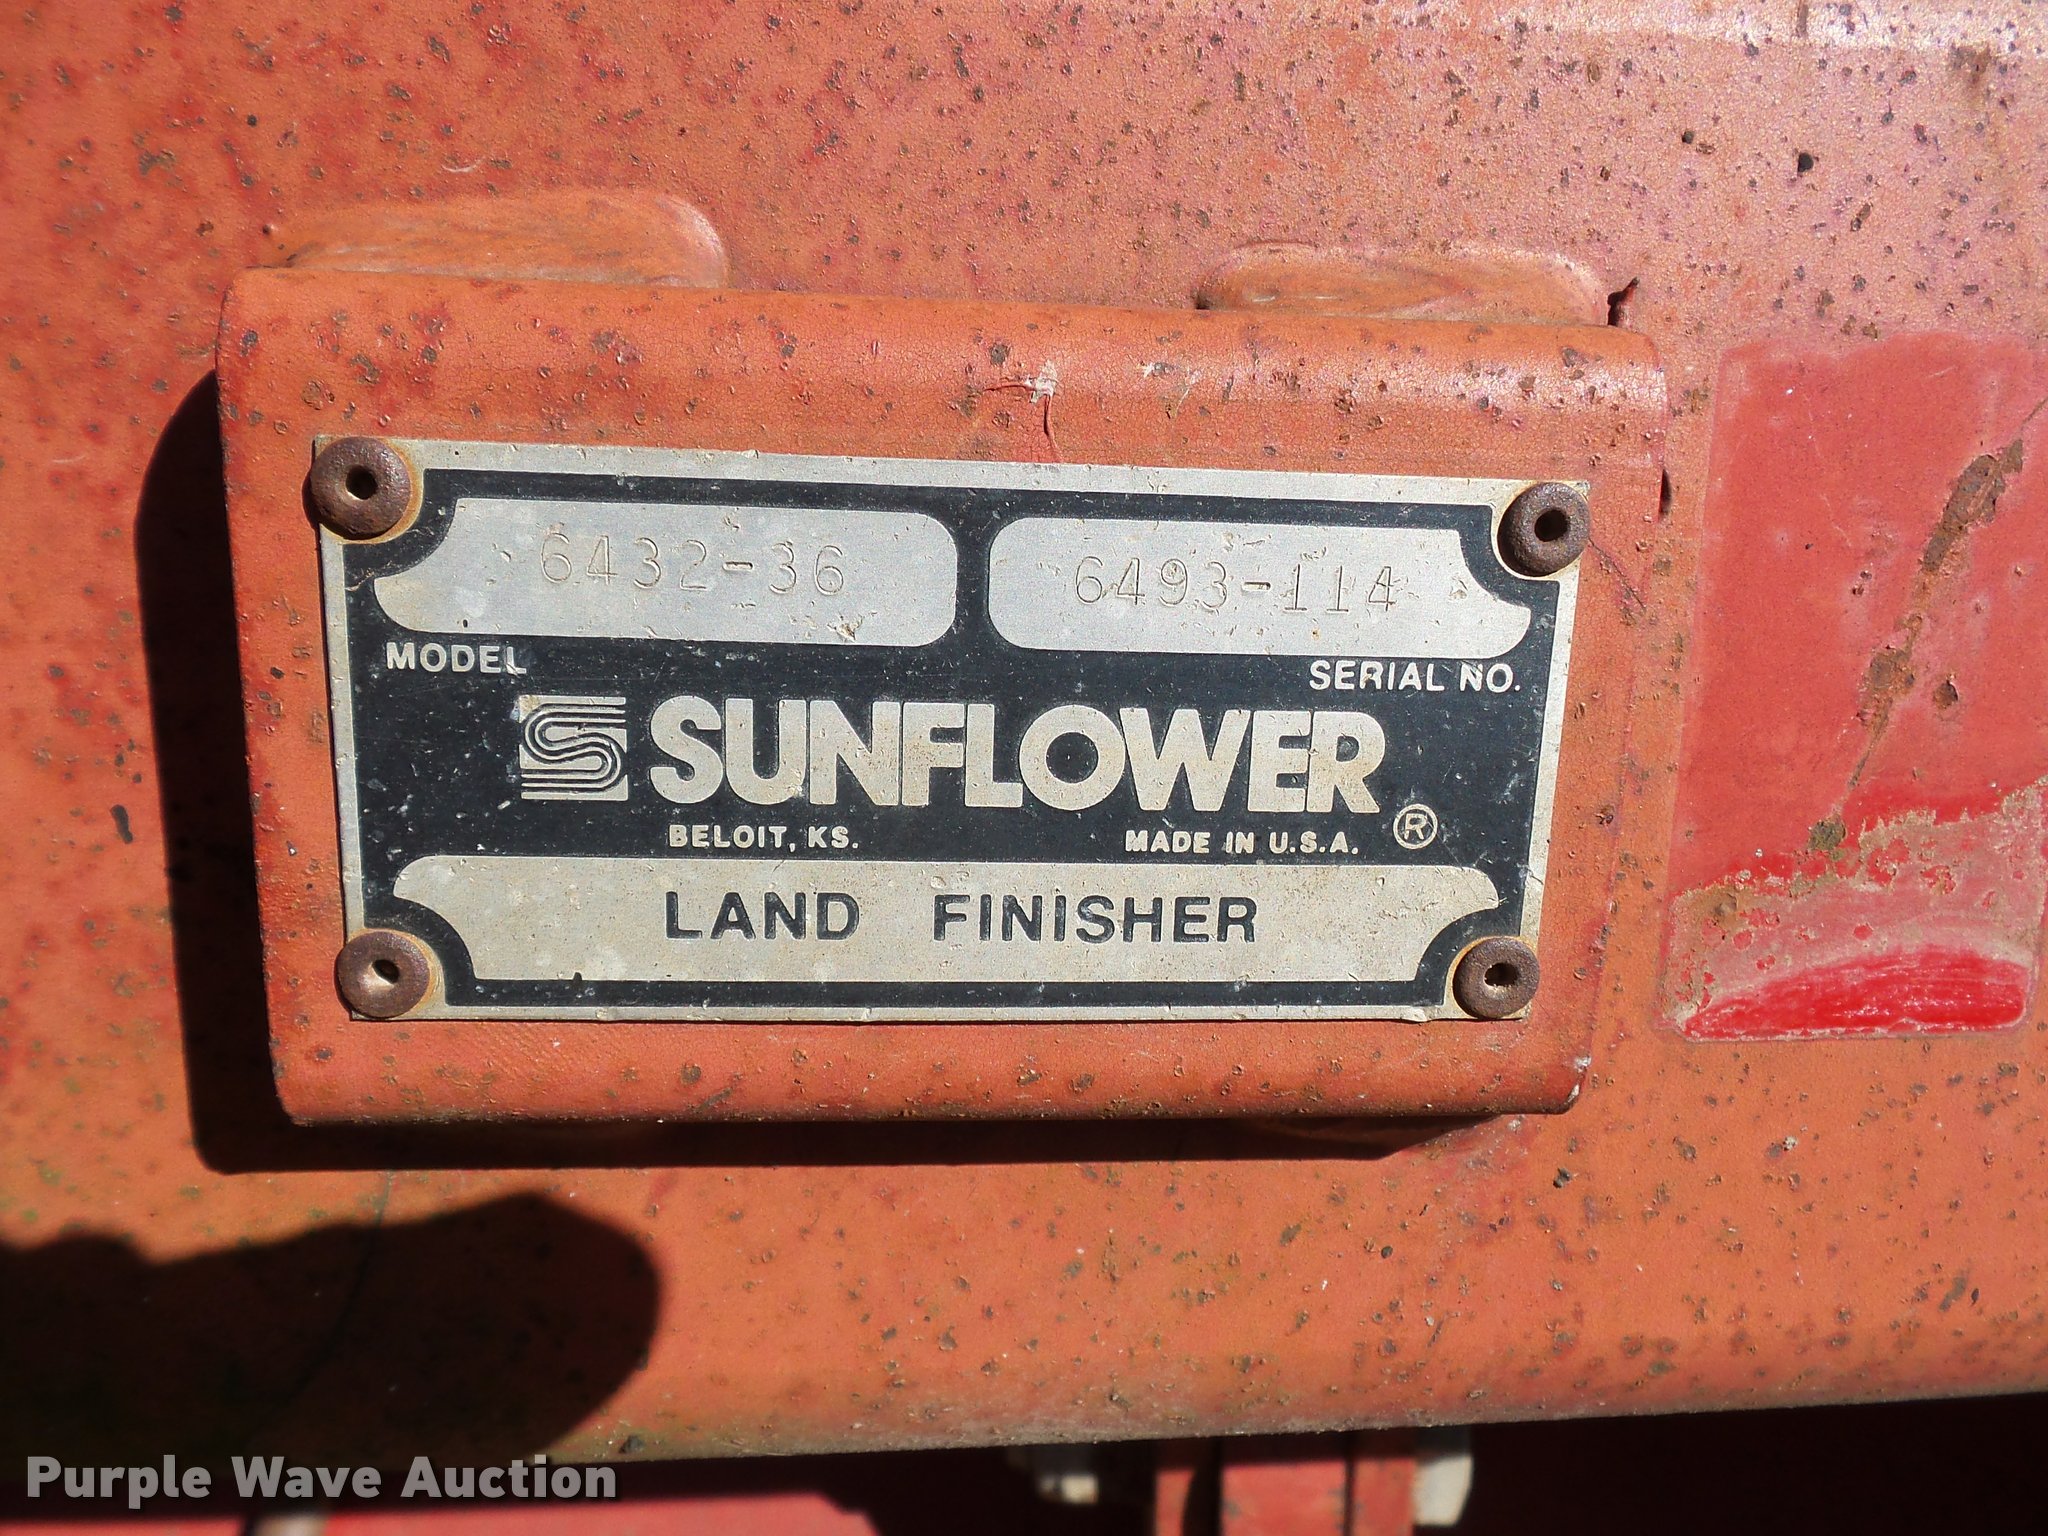 6432-36 6493-114
MODEL SERIAL NO.
SUNFLOWER ®
BELOIT, KS. MADE IN U.S.A.
LAND FINISHER
Purple Wave Auction